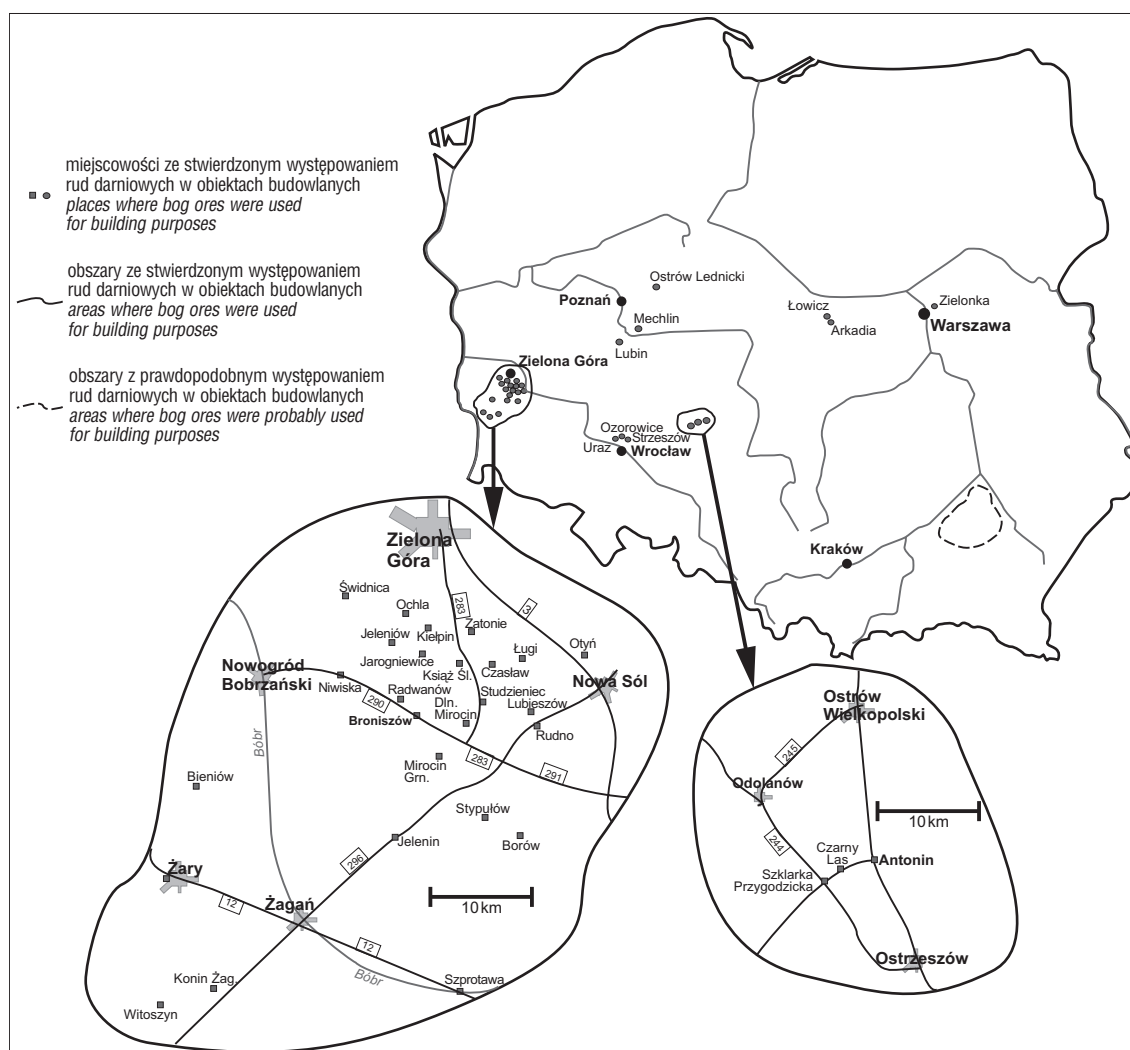 miejscowości ze stwierdzonym występowaniem
rud darniowych w obiektach budowlanych
places where bog ores were used
for building purposes
obszary ze stwierdzonym występowaniem
rud darniowych w obiektach budowlanych
areas where bog ores were used
for building purposes
obszary z prawdopodobnym występowaniem
rud darniowych w obiektach budowlanych
areas where bog ores were probably used
for building purposes
Ostrów Lednicki
Poznań
Mechlin
Lubin
Łowicz
Arkadia
Zielonka
Warszawa
Zielona Góra
Ozorowice
Strzeszów
Uraz
Wrocław
Kraków
Zielona
Góra
Świdnica
Ochla
283
3
Zatonie
Jeleniów
Kiełpin
Ługi
Otyń
Jarogniewice
Książ Śl.
Czasław
Nowogród
Bobrzański
Niwiska
Nowa Sól
290
Radwanów
Dln.
Studzieniec
Lubieszów
Broniszów
Mirocin
Rudno
Bóbr
283
291
Mirocin
Grn.
Bieniów
Stypułów
Jelenin
Borów
296
Żary
10 km
12
Żagań
12
Bóbr
Konin Żag.
Szprotawa
Witoszyn
Ostrów
Wielkopolski
245
Odolanów
10 km
244
Czarny
Las
Antonin
Szklarka
Przygodzicka
Ostrzeszów